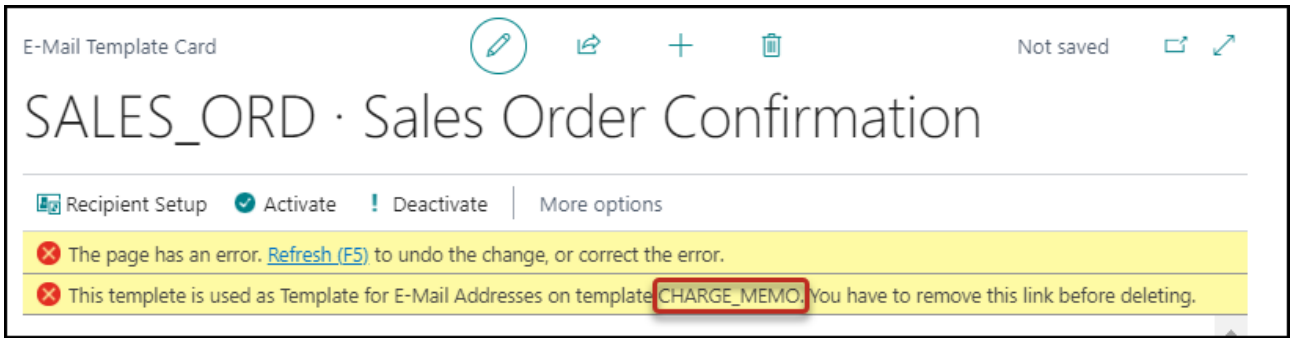 E-Mail Template Card Not saved
SALES_ORD · Sales Order Confirmation
Recipient Setup Activate ! Deactivate More options
The page has an error. Refresh (F5) to undo the change, or correct the error.
This templete is used as Template for E-Mail Addresses on template CHARGE_MEMO. You have to remove this link before deleting.